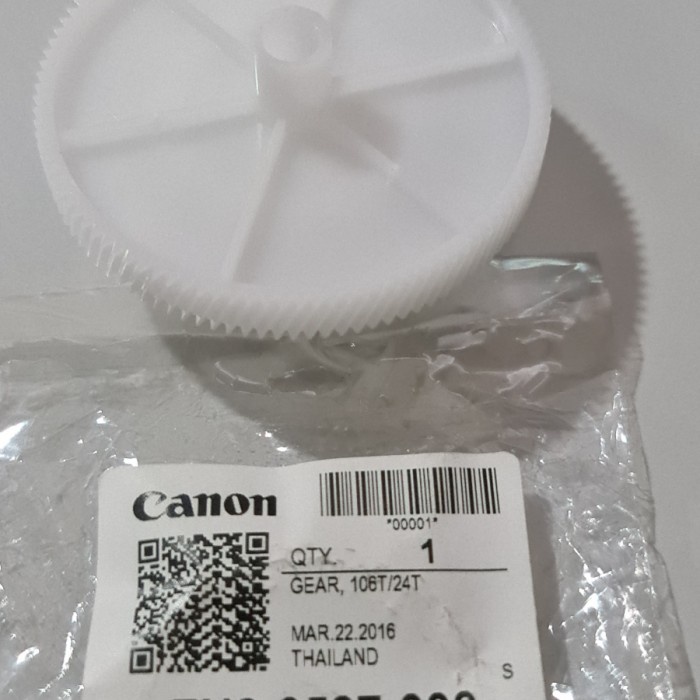 Canon
*00001*
QTY. 1
GEAR, 106T/24T
MAR.22.2016
THAILAND
S